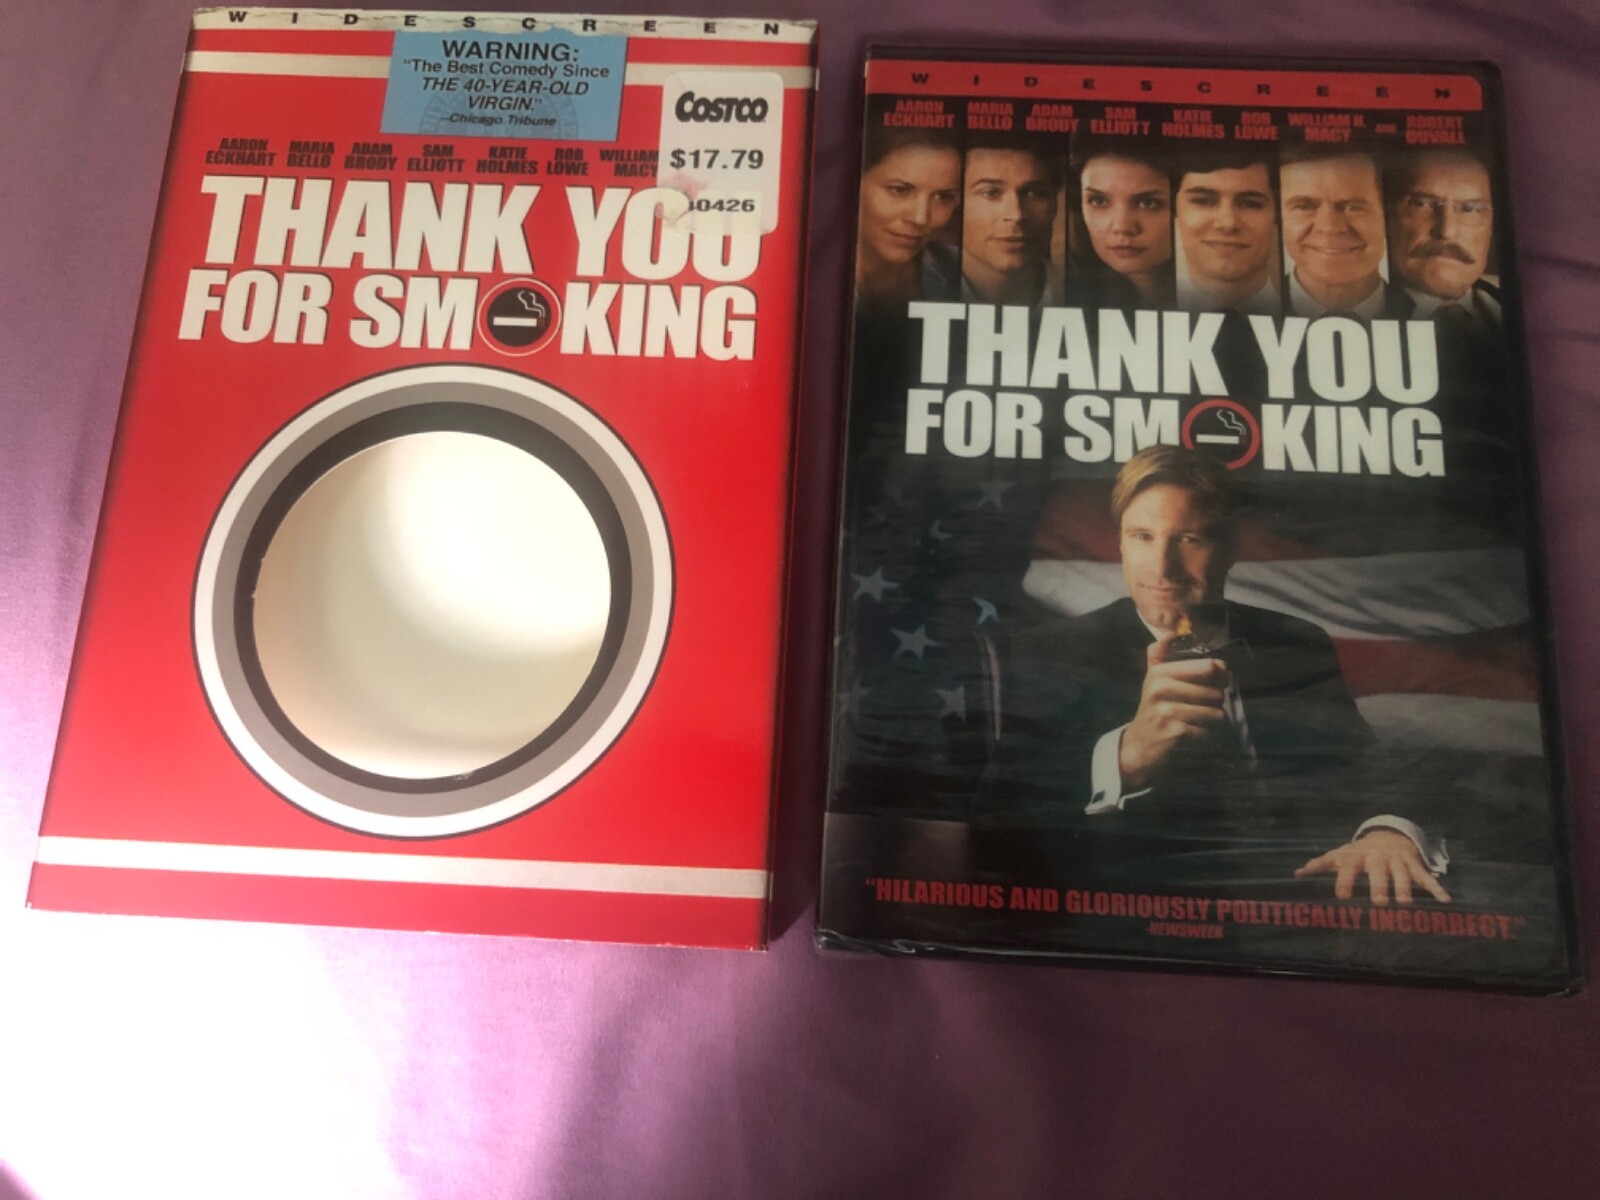 WIDESCREEN
WARNING:
"The Best Comedy Since
THE 40-YEAR-OLD
VIRGIN."
-Chicago Tribune
COSTCO
$17.79
0426
AARON ECKHART MARIA BELLO ADAM BRODY SAM ELLIOTT KATIE HOLMES ROB LOWE WILLIAM MACY
THANK YOU
FOR SMOKING
WIDESCREEN
AARON ECKHART MARIA BELLO ADAM BRODY SAM ELLIOTT KATIE HOLMES ROB LOWE WILLIAM H. MACY AND ROBERT DUVALL
THANK YOU
FOR SMOKING
"HILARIOUS AND GLORIOUSLY POLITICALLY INCORRECT."
-NEWSWEEK